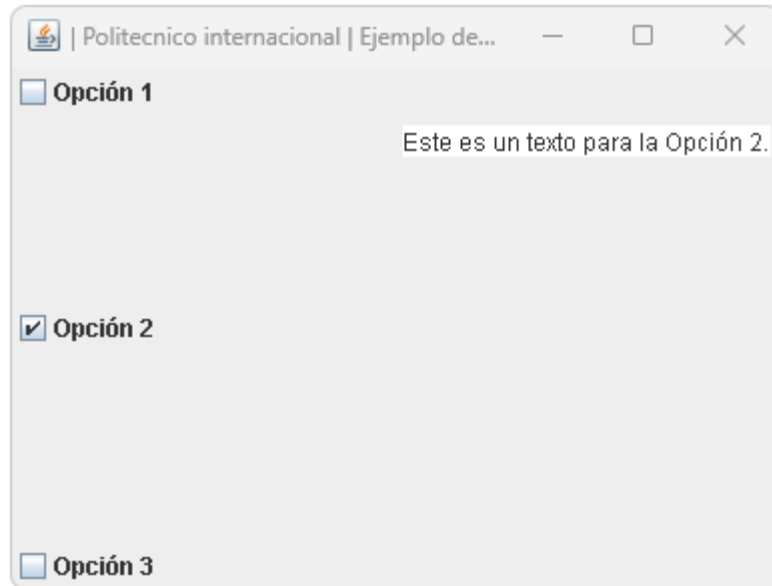 | Politecnico internacional | Ejemplo de...
Opción 1
Este es un texto para la Opción 2.
Opción 2
Opción 3